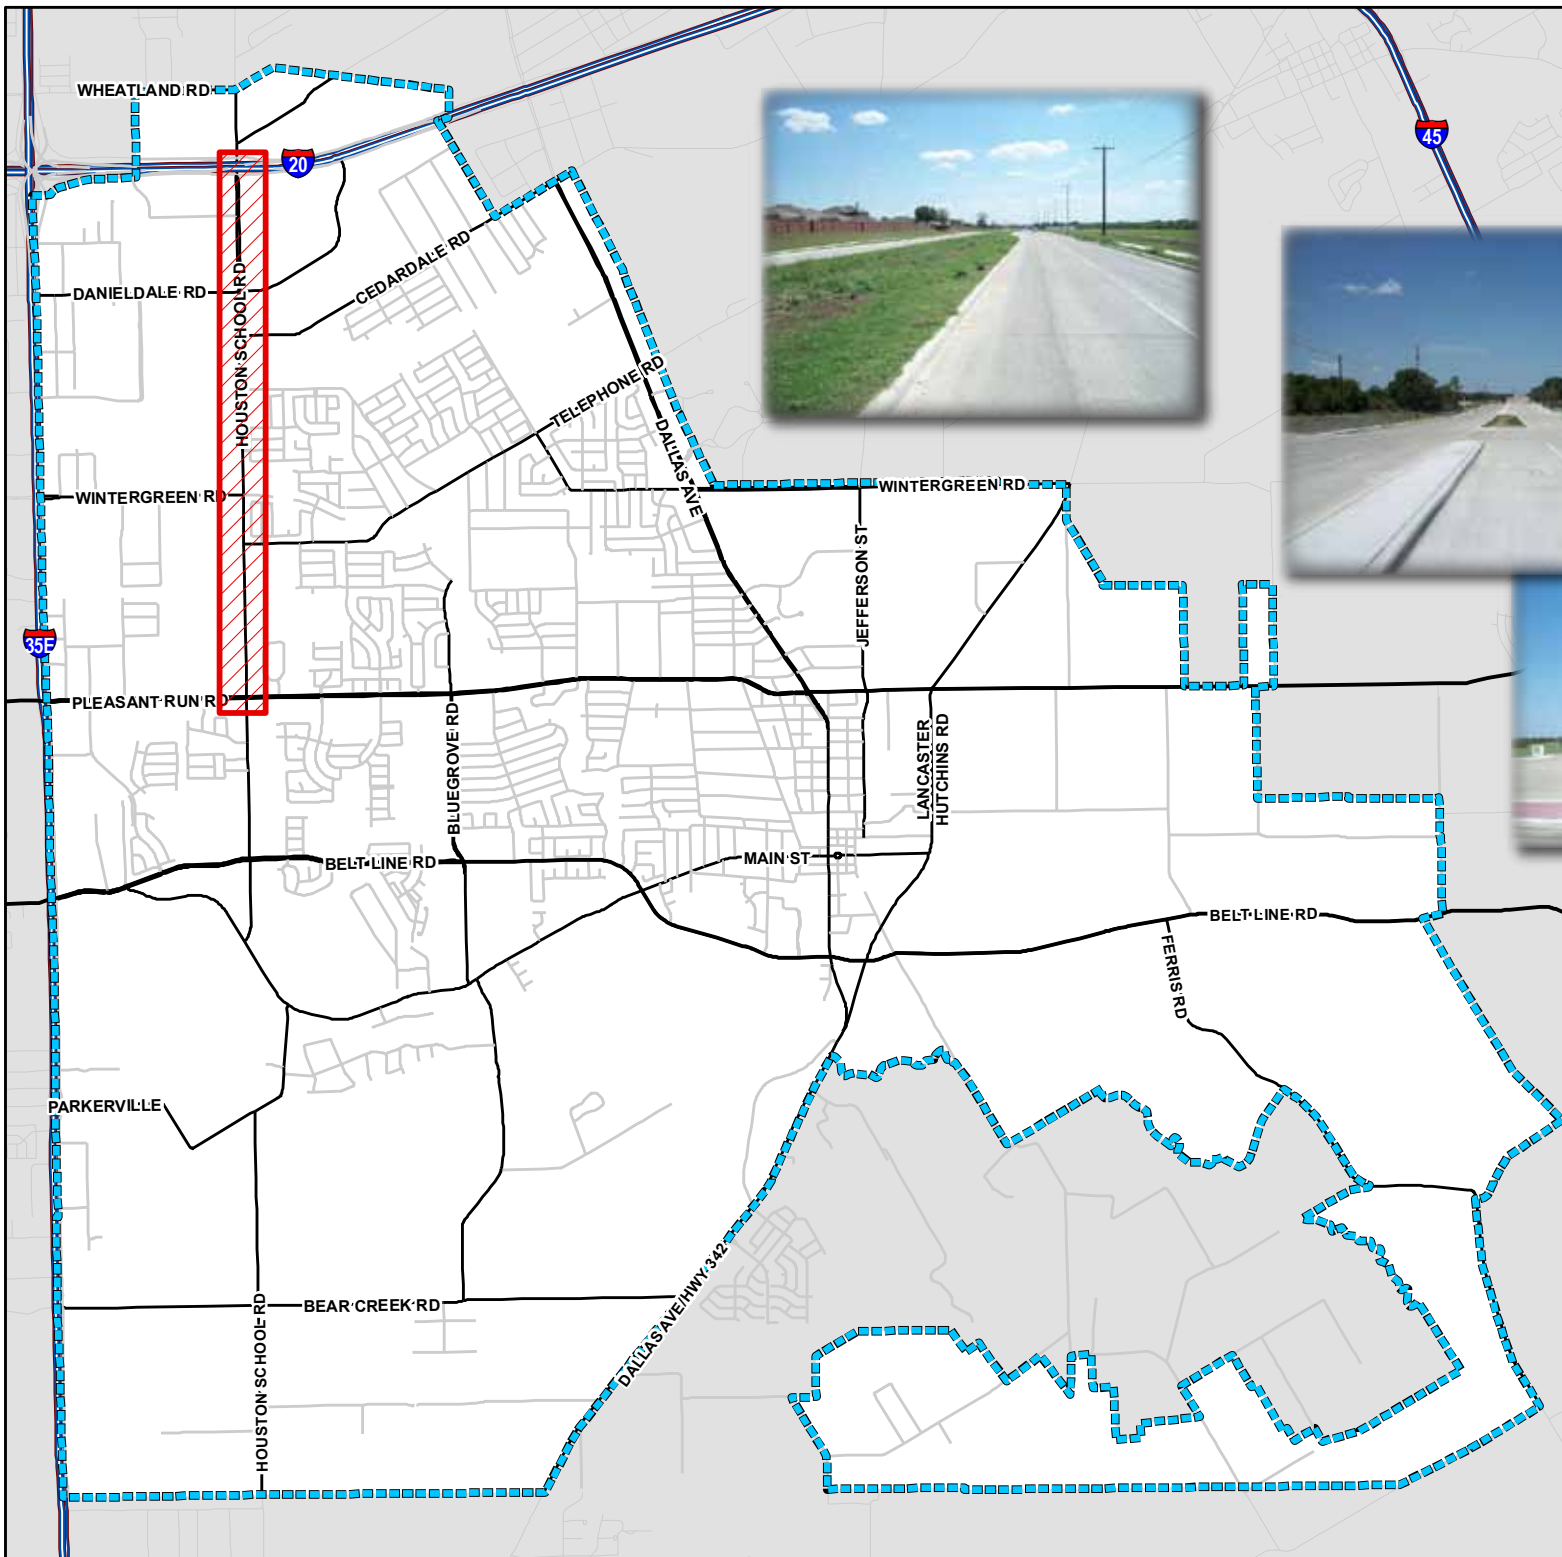 WHEATLAND RD
45
20
HOUSTON SCHOOL RD
CEDARDALE RD
DANIELDALE RD
TELEPHONE RD
DALLAS AVE
WINTERGREEN RD
WINTERGREEN RD
JEFFERSON ST
35E
PLEASANT RUN RD
BLUEGROVE RD
LANCASTER
HUTCHINS RD
BELT LINE RD
MAIN ST
BELT LINE RD
FERRIS RD
PARKERVILLE
DALLAS AVE/HWY 342
BEAR CREEK RD
HOUSTON SCHOOL RD